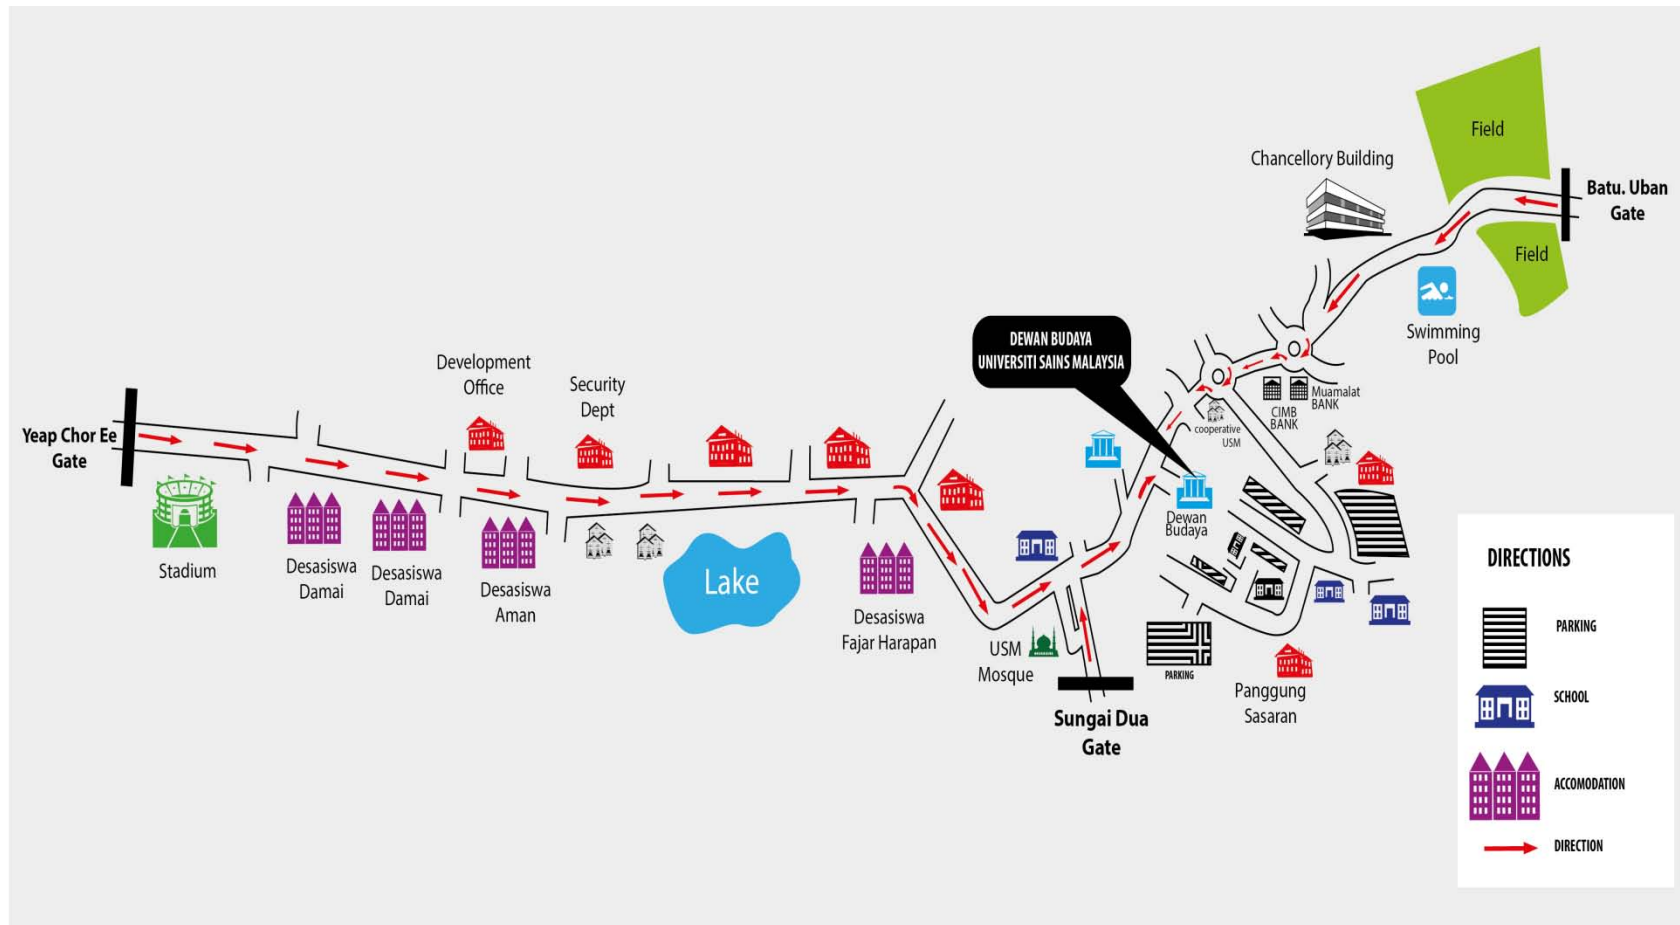 Field
Chancellory Building
Batu. Uban
Gate
Field
Swimming
Pool
DEWAN BUDAYA
UNIVERSITI SAINS MALAYSIA
Development
Office
Security
Dept
Muamalat
BANK
CIMB
BANK
cooperative
USM
Yeap Chor Ee
Gate
Stadium
Desasiswa
Damai
Desasiswa
Damai
Desasiswa
Aman
Lake
Desasiswa
Fajar Harapan
Dewan
Budaya
USM
Mosque
PARKING
Panggung
Sasaran
Sungai Dua
Gate
DIRECTIONS
PARKING
SCHOOL
ACCOMODATION
DIRECTION